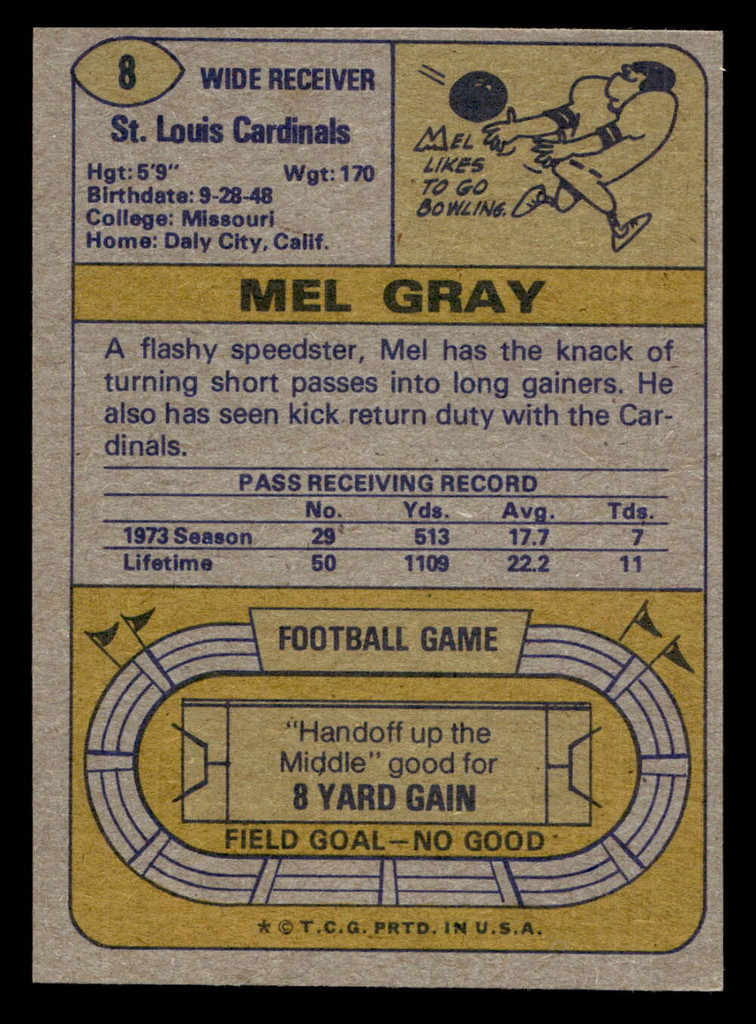 8
WIDE RECEIVER
St. Louis Cardinals
Hgt: 5'9" Wgt: 170
Birthdate: 9-28-48
College: Missouri
Home: Daly City, Calif.
MEL
LIKES
TO GO
BOWLING.
MEL GRAY
A flashy speedster, Mel has the knack of
turning short passes into long gainers. He
also has seen kick return duty with the Car-
dinals.
PASS RECEIVING RECORD
No. Yds. Avg. Tds.
1973 Season 29 513 17.7 7
Lifetime 50 1109 22.2 11
FOOTBALL GAME
"Handoff up the
Middle" good for
8 YARD GAIN
FIELD GOAL—NO GOOD
* © T.C.G. PRTD. IN U.S.A.